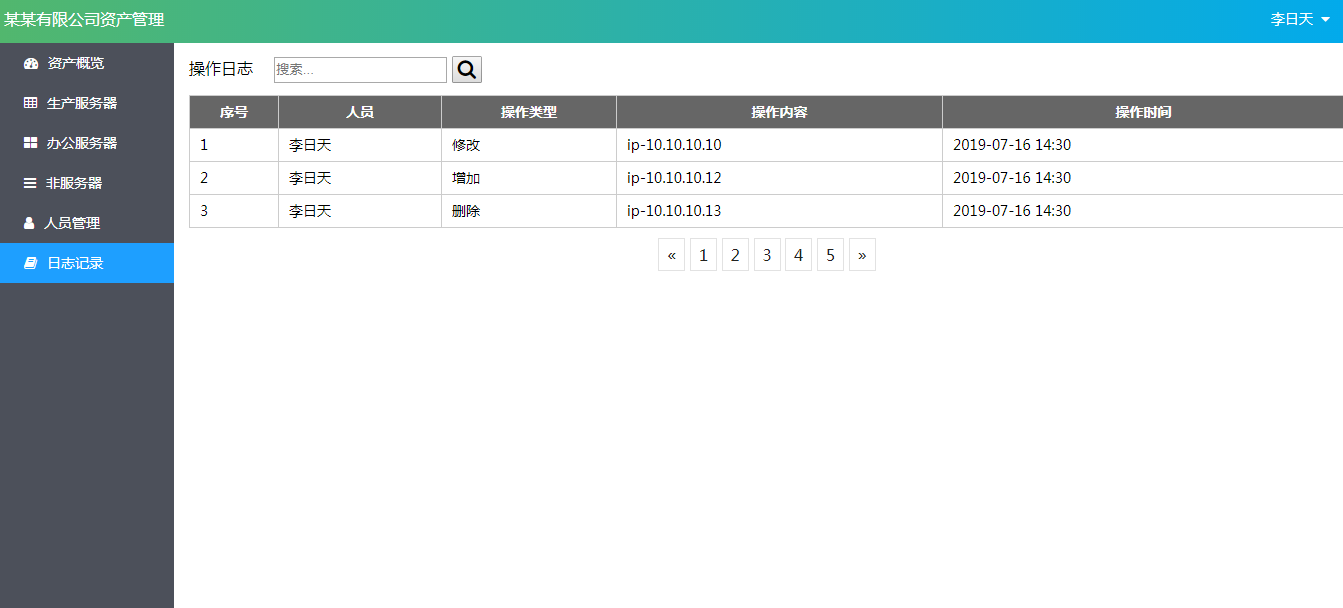 某某有限公司资产管理 李日天
资产概览
生产服务器
办公服务器
非服务器
人员管理
日志记录
操作日志 搜索...
序号 人员 操作类型 操作内容 操作时间
1 李日天 修改 ip-10.10.10.10 2019-07-16 14:30
2 李日天 增加 ip-10.10.10.12 2019-07-16 14:30
3 李日天 删除 ip-10.10.10.13 2019-07-16 14:30
« 1 2 3 4 5 »